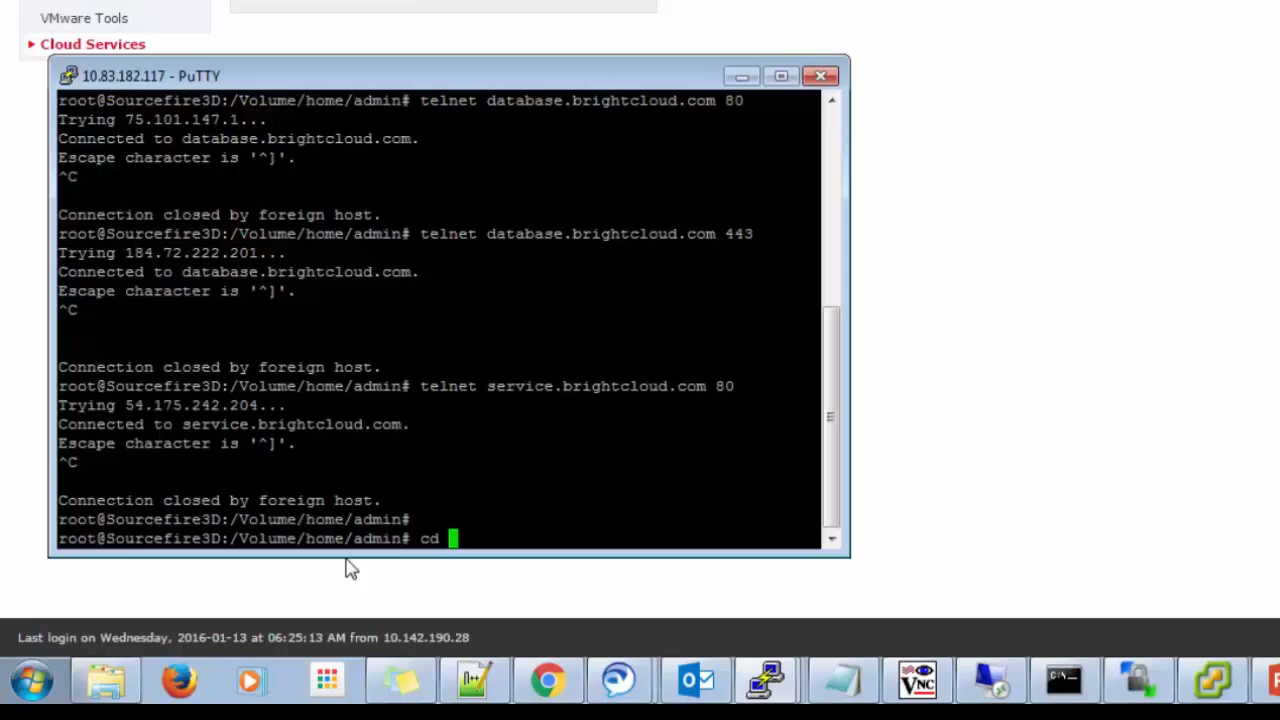 VMware Tools
Cloud Services
10.83.182.117 - PuTTY
root@Sourcefire3D:/Volume/home/admin# telnet database.brightcloud.com 80
Trying 75.101.147.1...
Connected to database.brightcloud.com.
Escape character is '^]'.
^C
Connection closed by foreign host.
root@Sourcefire3D:/Volume/home/admin# telnet database.brightcloud.com 443
Trying 184.72.222.201...
Connected to database.brightcloud.com.
Escape character is '^]'.
^C
Connection closed by foreign host.
root@Sourcefire3D:/Volume/home/admin# telnet service.brightcloud.com 80
Trying 54.175.242.204...
Connected to service.brightcloud.com.
Escape character is '^]'.
^C
Connection closed by foreign host.
root@Sourcefire3D:/Volume/home/admin#
root@Sourcefire3D:/Volume/home/admin# cd
Last login on Wednesday, 2016-01-13 at 06:25:13 AM from 10.142.190.28
VNC